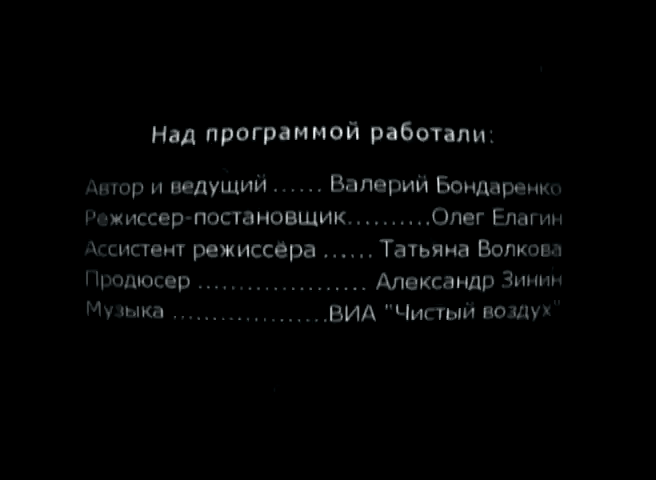 Над программой работали:
Автор и ведущий ...... Валерий Бондаренко
Режиссер-постановщик..........Олег Елагин
Ассистент режиссёра ...... Татьяна Волкова
Продюсер .................... Александр Зинин
Музыка ...................ВИА "Чистый воздух"